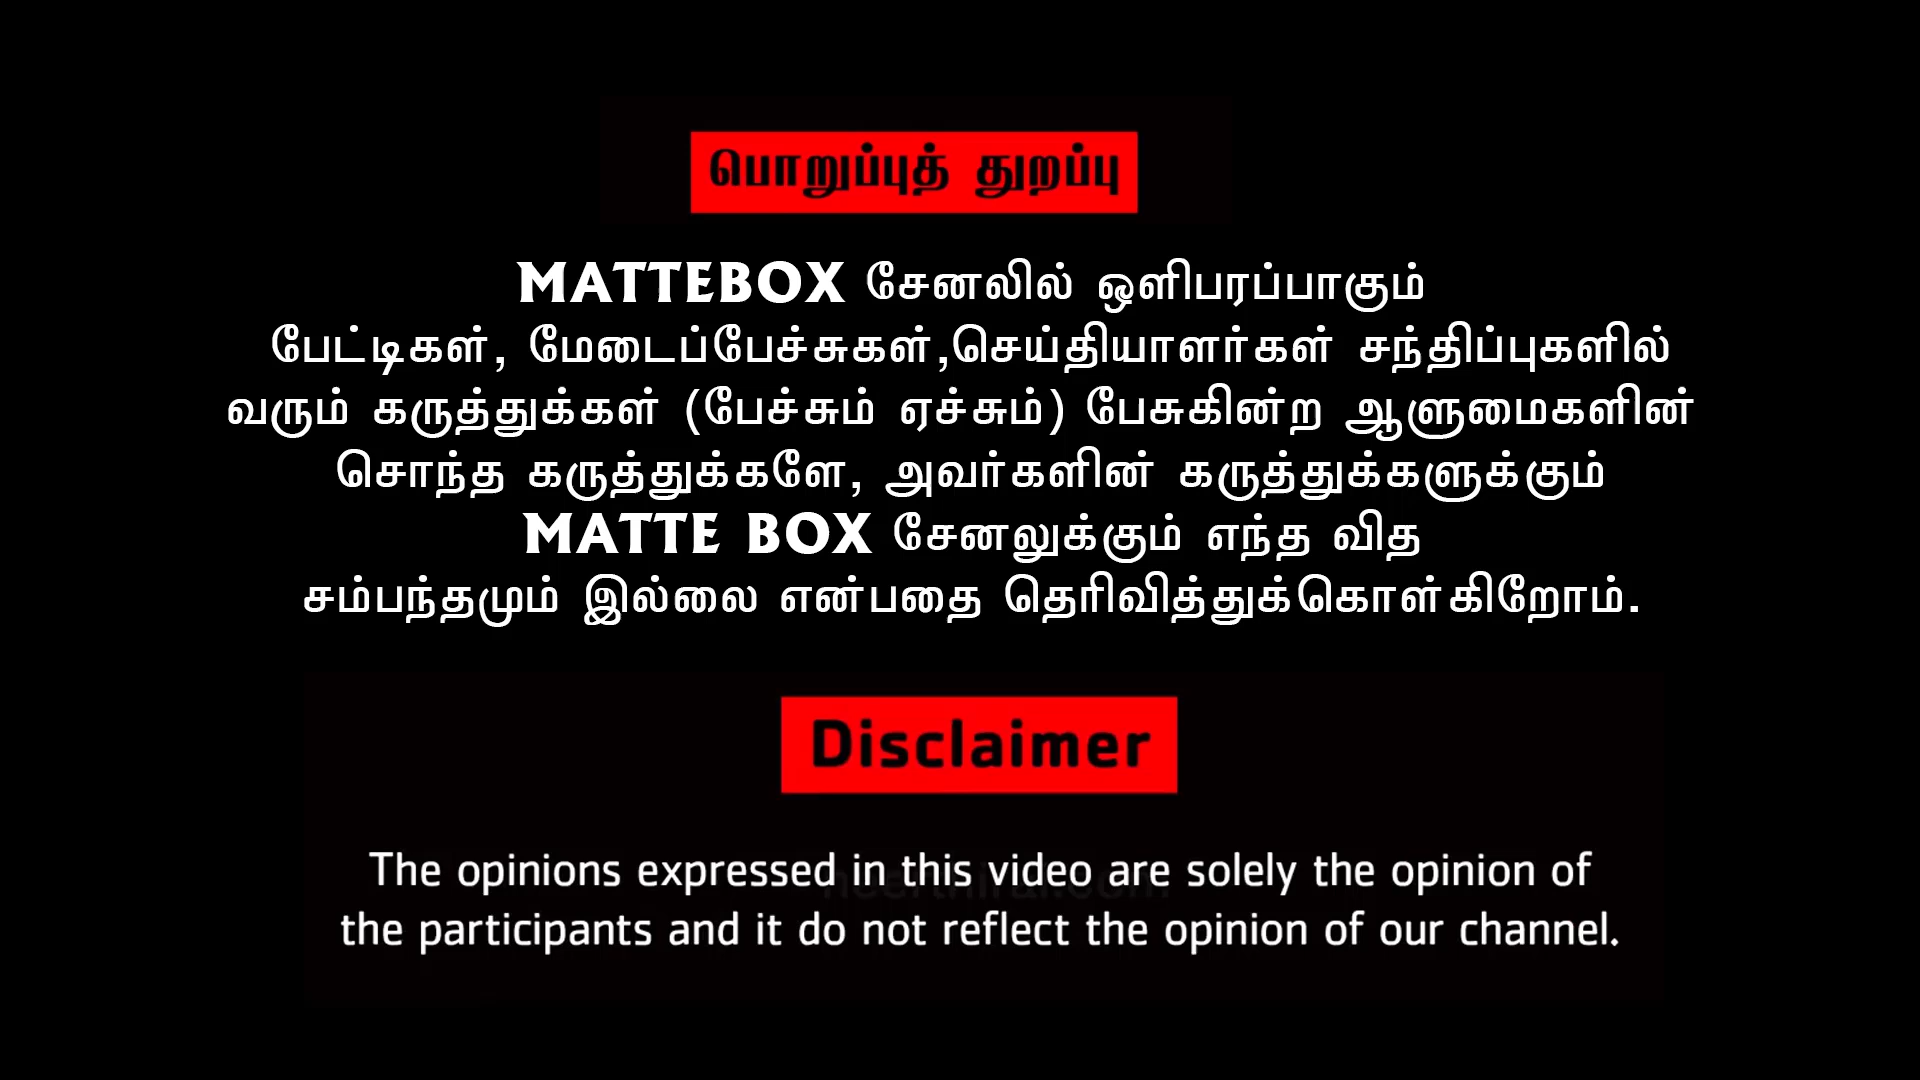 பொறுப்புத் துறப்பு
MATTEBOX சேனலில் ஒளிபரப்பாகும்
பேட்டிகள், மேடைப்பேச்சுகள்,செய்தியாளர்கள் சந்திப்புகளில்
வரும் கருத்துக்கள் (பேச்சும் ஏச்சும்) பேசுகின்ற ஆளுமைகளின்
சொந்த கருத்துக்களே, அவர்களின் கருத்துக்களுக்கும்
MATTE BOX சேனலுக்கும் எந்த வித
சம்பந்தமும் இல்லை என்பதை தெரிவித்துக்கொள்கிறோம்.
Disclaimer
The opinions expressed in this video are solely the opinion of
the participants and it do not reflect the opinion of our channel.